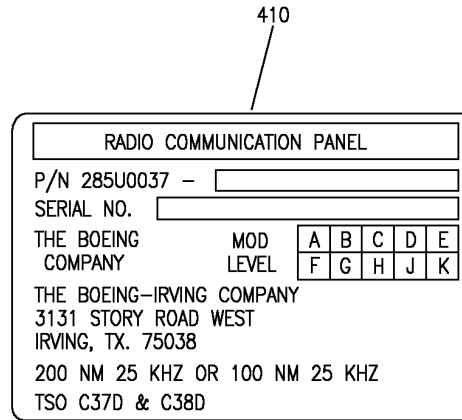 410
RADIO COMMUNICATION PANEL
P/N 285U0037 –
SERIAL NO.
THE BOEING COMPANY MOD LEVEL A B C D E
F G H J K
THE BOEING–IRVING COMPANY
3131 STORY ROAD WEST
IRVING, TX. 75038
200 NM 25 KHZ OR 100 NM 25 KHZ
TSO C37D & C38D